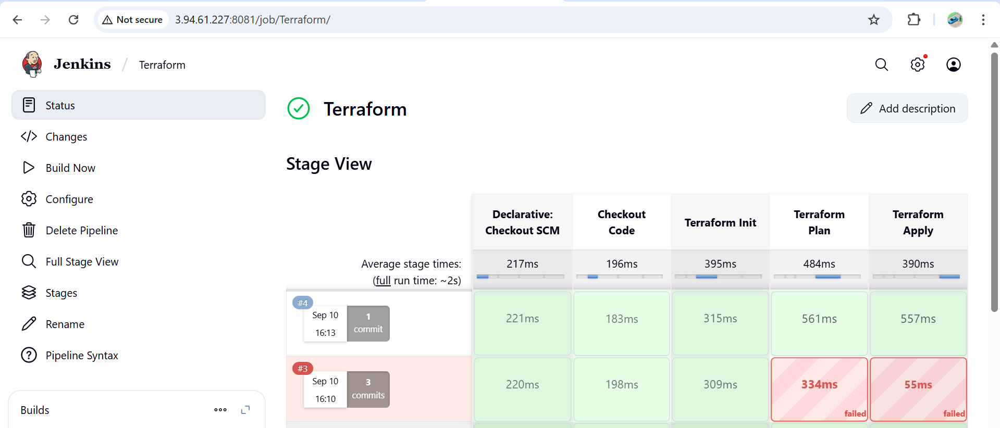 Not secure
3.94.61.227:8081/job/Terraform/
Jenkins / Terraform
Status
Changes
Build Now
Configure
Delete Pipeline
Full Stage View
Stages
Rename
Pipeline Syntax
Builds
Terraform
Add description
Stage View
Declarative:
Checkout SCM
Checkout
Code
Terraform Init
Terraform
Plan
Terraform
Apply
Average stage times:
(full run time: ~2s)
217ms
196ms
395ms
484ms
390ms
#4
Sep 10
16:13
1
commit
221ms
183ms
315ms
561ms
557ms
#3
Sep 10
16:10
3
commits
220ms
198ms
309ms
334ms
failed
55ms
failed